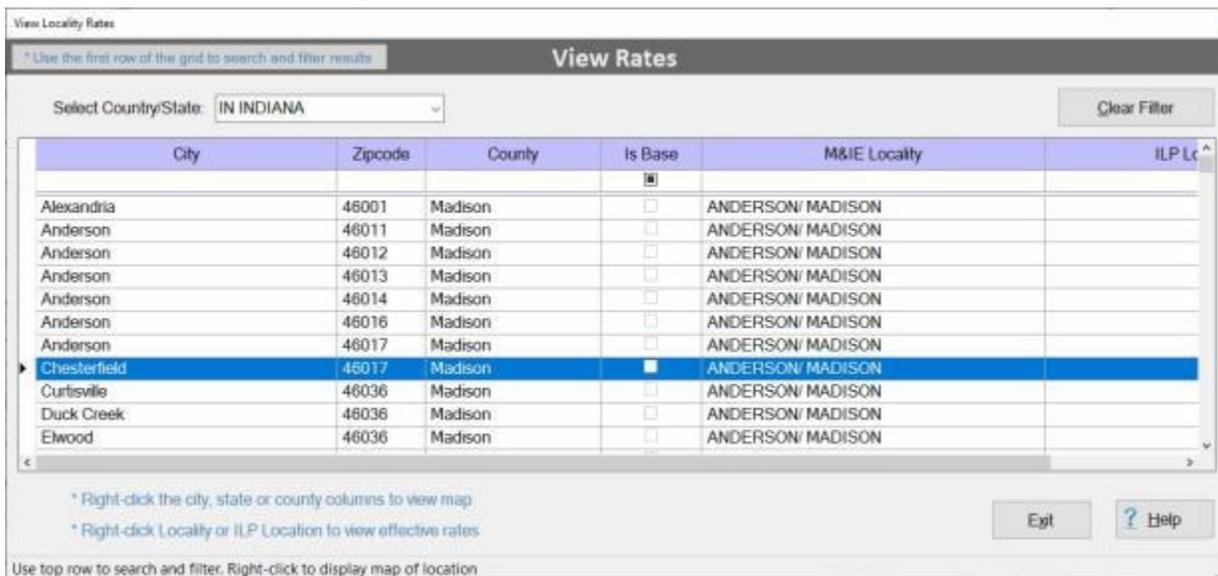 View Locality Rates
* Use the first row of the grid to search and filter results
View Rates
Select Country/State: IN INDIANA
Clear Filter
City Zipcode County Is Base M&IE Locality ILP Lo
Alexandria 46001 Madison ANDERSON/ MADISON
Anderson 46011 Madison ANDERSON/ MADISON
Anderson 46012 Madison ANDERSON/ MADISON
Anderson 46013 Madison ANDERSON/ MADISON
Anderson 46014 Madison ANDERSON/ MADISON
Anderson 46016 Madison ANDERSON/ MADISON
Anderson 46017 Madison ANDERSON/ MADISON
Chesterfield 46017 Madison ANDERSON/ MADISON
Curtisville 46036 Madison ANDERSON/ MADISON
Duck Creek 46036 Madison ANDERSON/ MADISON
Elwood 46036 Madison ANDERSON/ MADISON
* Right-click the city, state or county columns to view map
* Right-click Locality or ILP Location to view effective rates
Exit
? Help
Use top row to search and filter. Right-click to display map of location